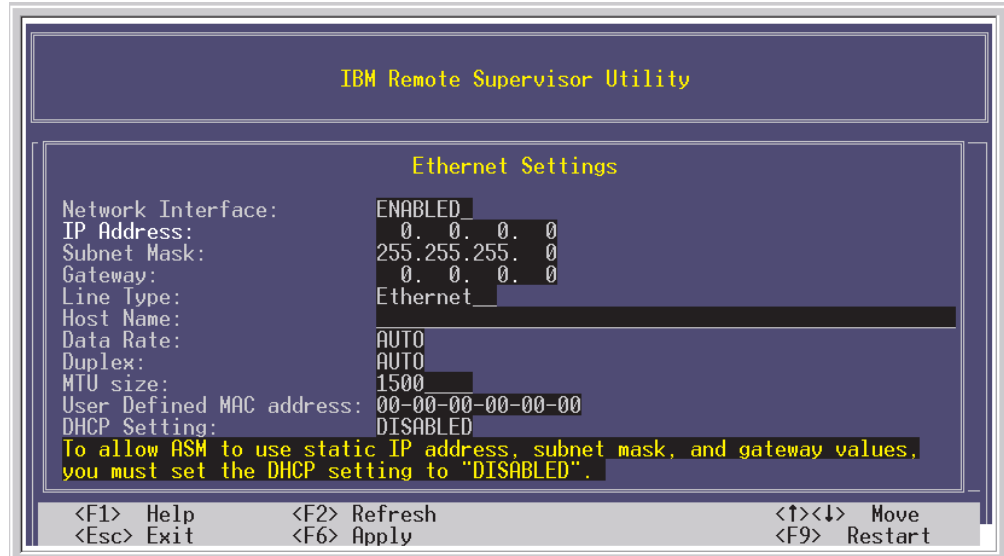 IBM Remote Supervisor Utility
Ethernet Settings
Network Interface: ENABLED_
IP Address: 0. 0. 0. 0
Subnet Mask: 255.255.255. 0
Gateway: 0. 0. 0. 0
Line Type: Ethernet__
Host Name:
Data Rate: AUTO
Duplex: AUTO
MTU size: 1500____
User Defined MAC address: 00-00-00-00-00-00
DHCP Setting: DISABLED
To allow ASM to use static IP address, subnet mask, and gateway values,
you must set the DHCP setting to "DISABLED".
<F1> Help <F2> Refresh <↑><↓> Move
<Esc> Exit <F6> Apply <F9> Restart